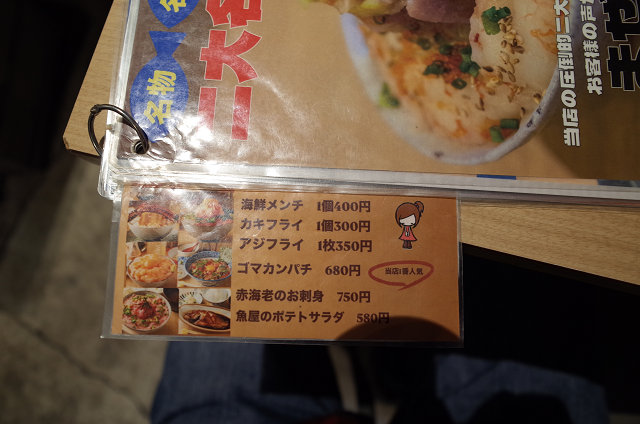 名物
二大
当店の圧倒的二大
お客様の声
ませ
海鮮メンチ 1個400円
カキフライ 1個300円
アジフライ 1枚350円
ゴマカンパチ 680円
当店1番人気
赤海老のお刺身 750円
魚屋のポテトサラダ 580円